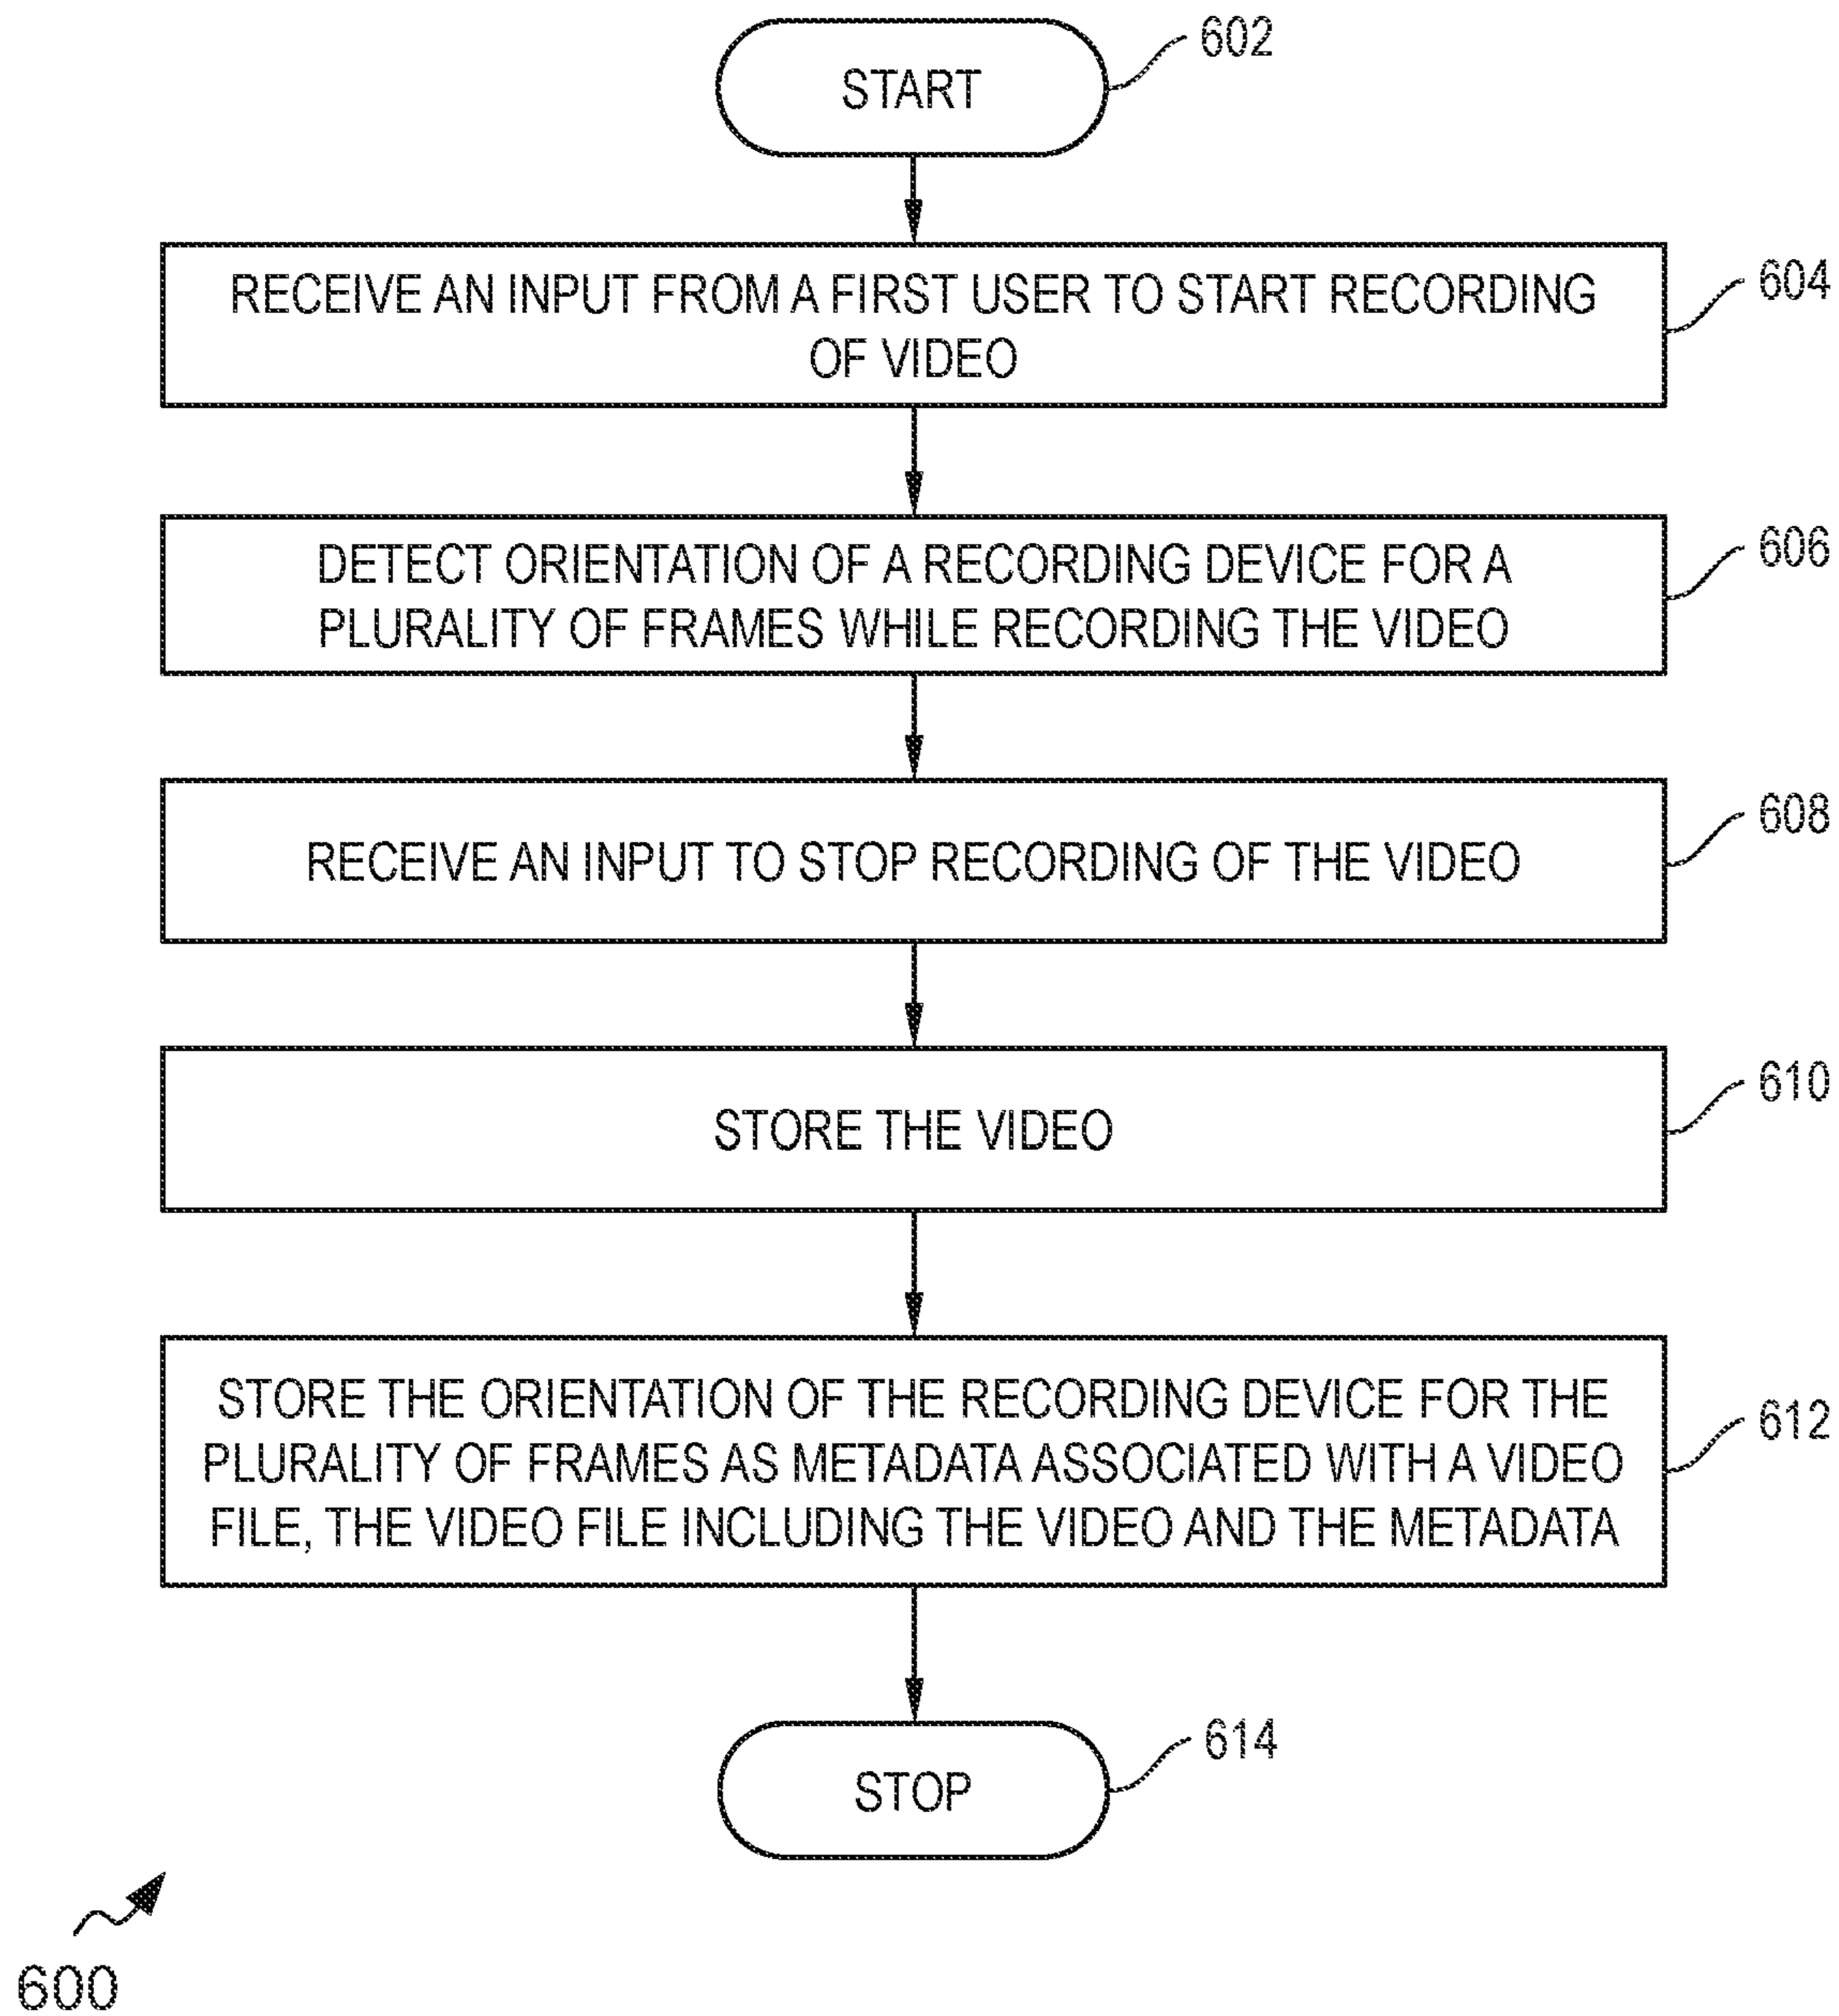 602
START
604
RECEIVE AN INPUT FROM A FIRST USER TO START RECORDING
OF VIDEO
606
DETECT ORIENTATION OF A RECORDING DEVICE FOR A
PLURALITY OF FRAMES WHILE RECORDING THE VIDEO
608
RECEIVE AN INPUT TO STOP RECORDING OF THE VIDEO
610
STORE THE VIDEO
612
STORE THE ORIENTATION OF THE RECORDING DEVICE FOR THE
PLURALITY OF FRAMES AS METADATA ASSOCIATED WITH A VIDEO
FILE, THE VIDEO FILE INCLUDING THE VIDEO AND THE METADATA
614
STOP
600